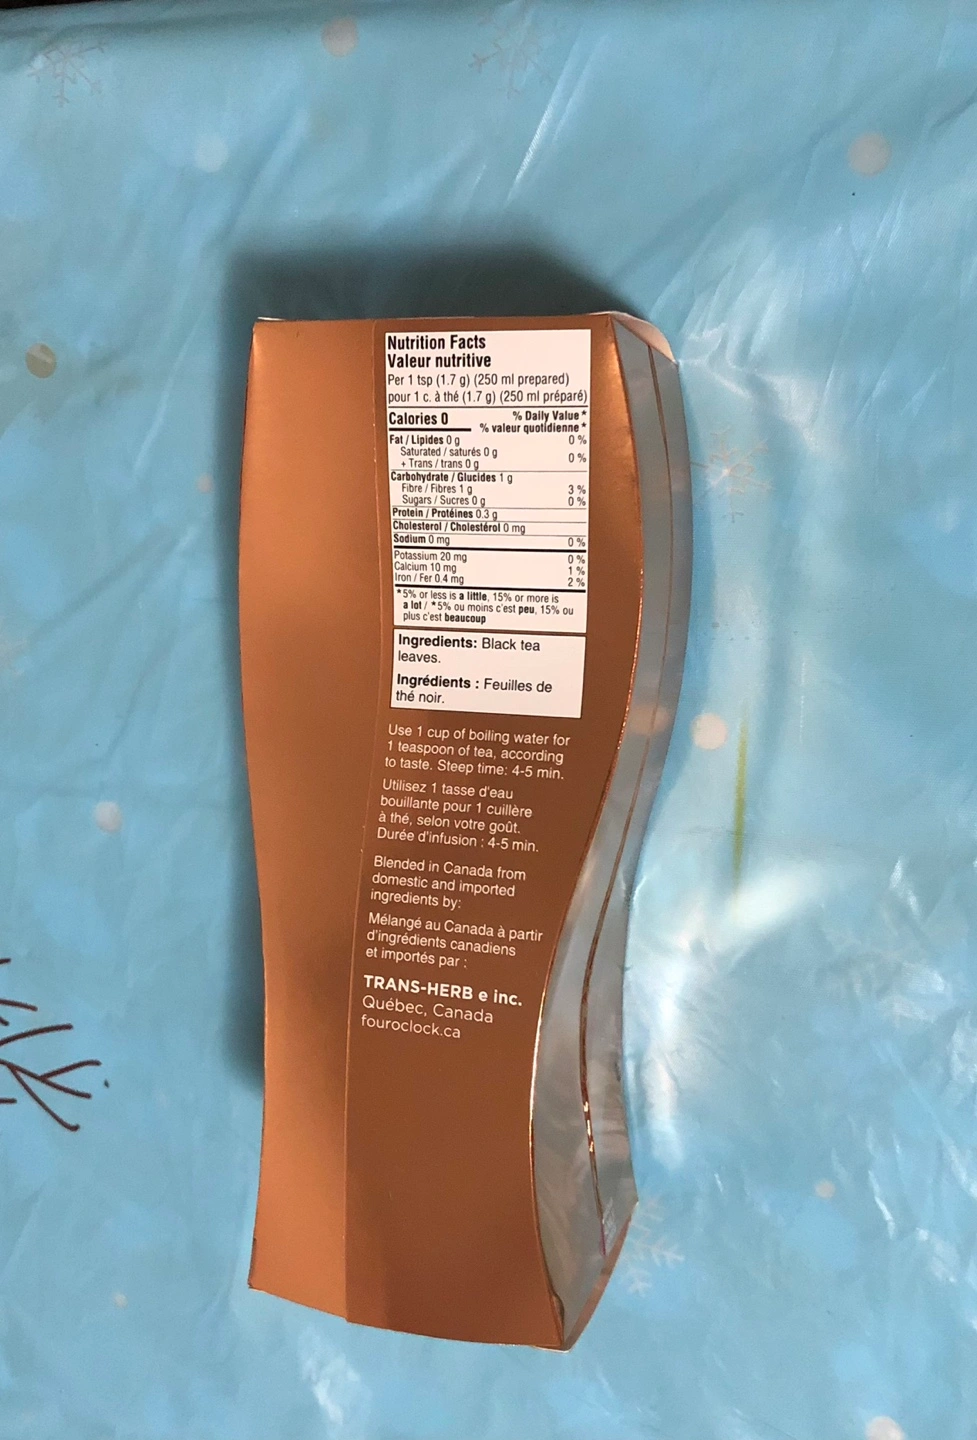 Nutrition Facts
Valeur nutritive
Per 1 tsp (1.7 g) (250 ml prepared)
pour 1 c. à thé (1.7 g) (250 ml préparé)
Calories 0
% Daily Value *
% valeur quotidienne *
Fat / Lipides 0 g 0 %
Saturated / saturés 0 g
+ Trans / trans 0 g 0 %
Carbohydrate / Glucides 1 g
Fibre / Fibres 1 g 3 %
Sugars / Sucres 0 g 0 %
Protein / Protéines 0.3 g
Cholesterol / Cholestérol 0 mg
Sodium 0 mg 0 %
Potassium 20 mg 0 %
Calcium 10 mg 1 %
Iron / Fer 0.4 mg 2 %
*5% or less is a little, 15% or more is
a lot / *5% ou moins c'est peu, 15% ou
plus c'est beaucoup
Ingredients: Black tea
leaves.
Ingrédients : Feuilles de
thé noir.
Use 1 cup of boiling water for
1 teaspoon of tea, according
to taste. Steep time: 4-5 min.
Utilisez 1 tasse d'eau
bouillante pour 1 cuillère
à thé, selon votre goût.
Durée d'infusion : 4-5 min.
Blended in Canada from
domestic and imported
ingredients by:
Mélangé au Canada à partir
d'ingrédients canadiens
et importés par :
TRANS-HERB e inc.
Québec, Canada
fouroclock.ca